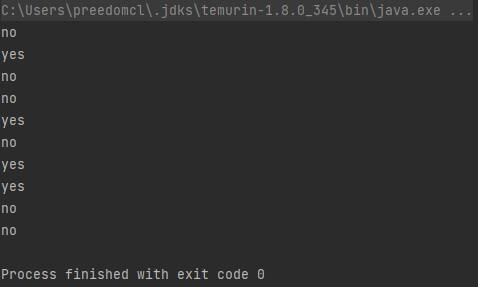 C:\Users\preedomcl\.jdks\temurin-1.8.0_345\bin\java.exe ...
no
yes
no
no
yes
no
yes
yes
no
no
Process finished with exit code 0